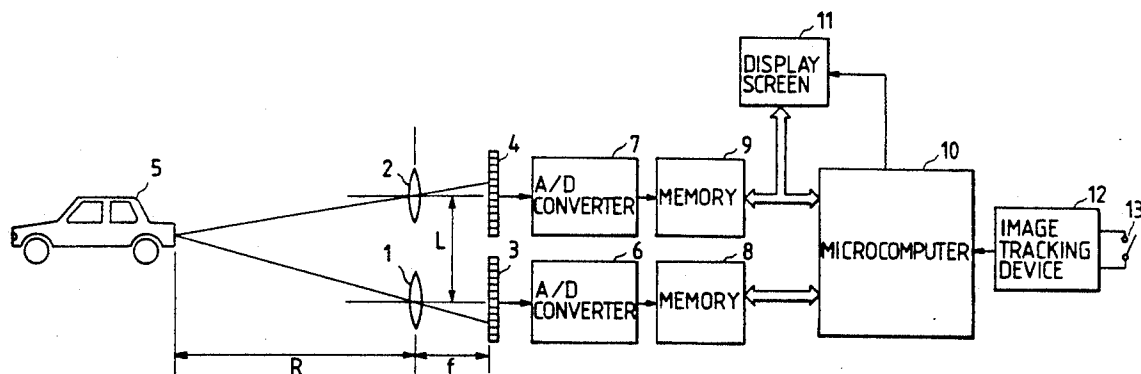 11
DISPLAY
SCREEN
5
2
4
7
9
10
A/D
CONVERTER
MEMORY
12
13
L
MICROCOMPUTER
IMAGE
TRACKING
DEVICE
1
3
6
8
A/D
CONVERTER
MEMORY
R
f